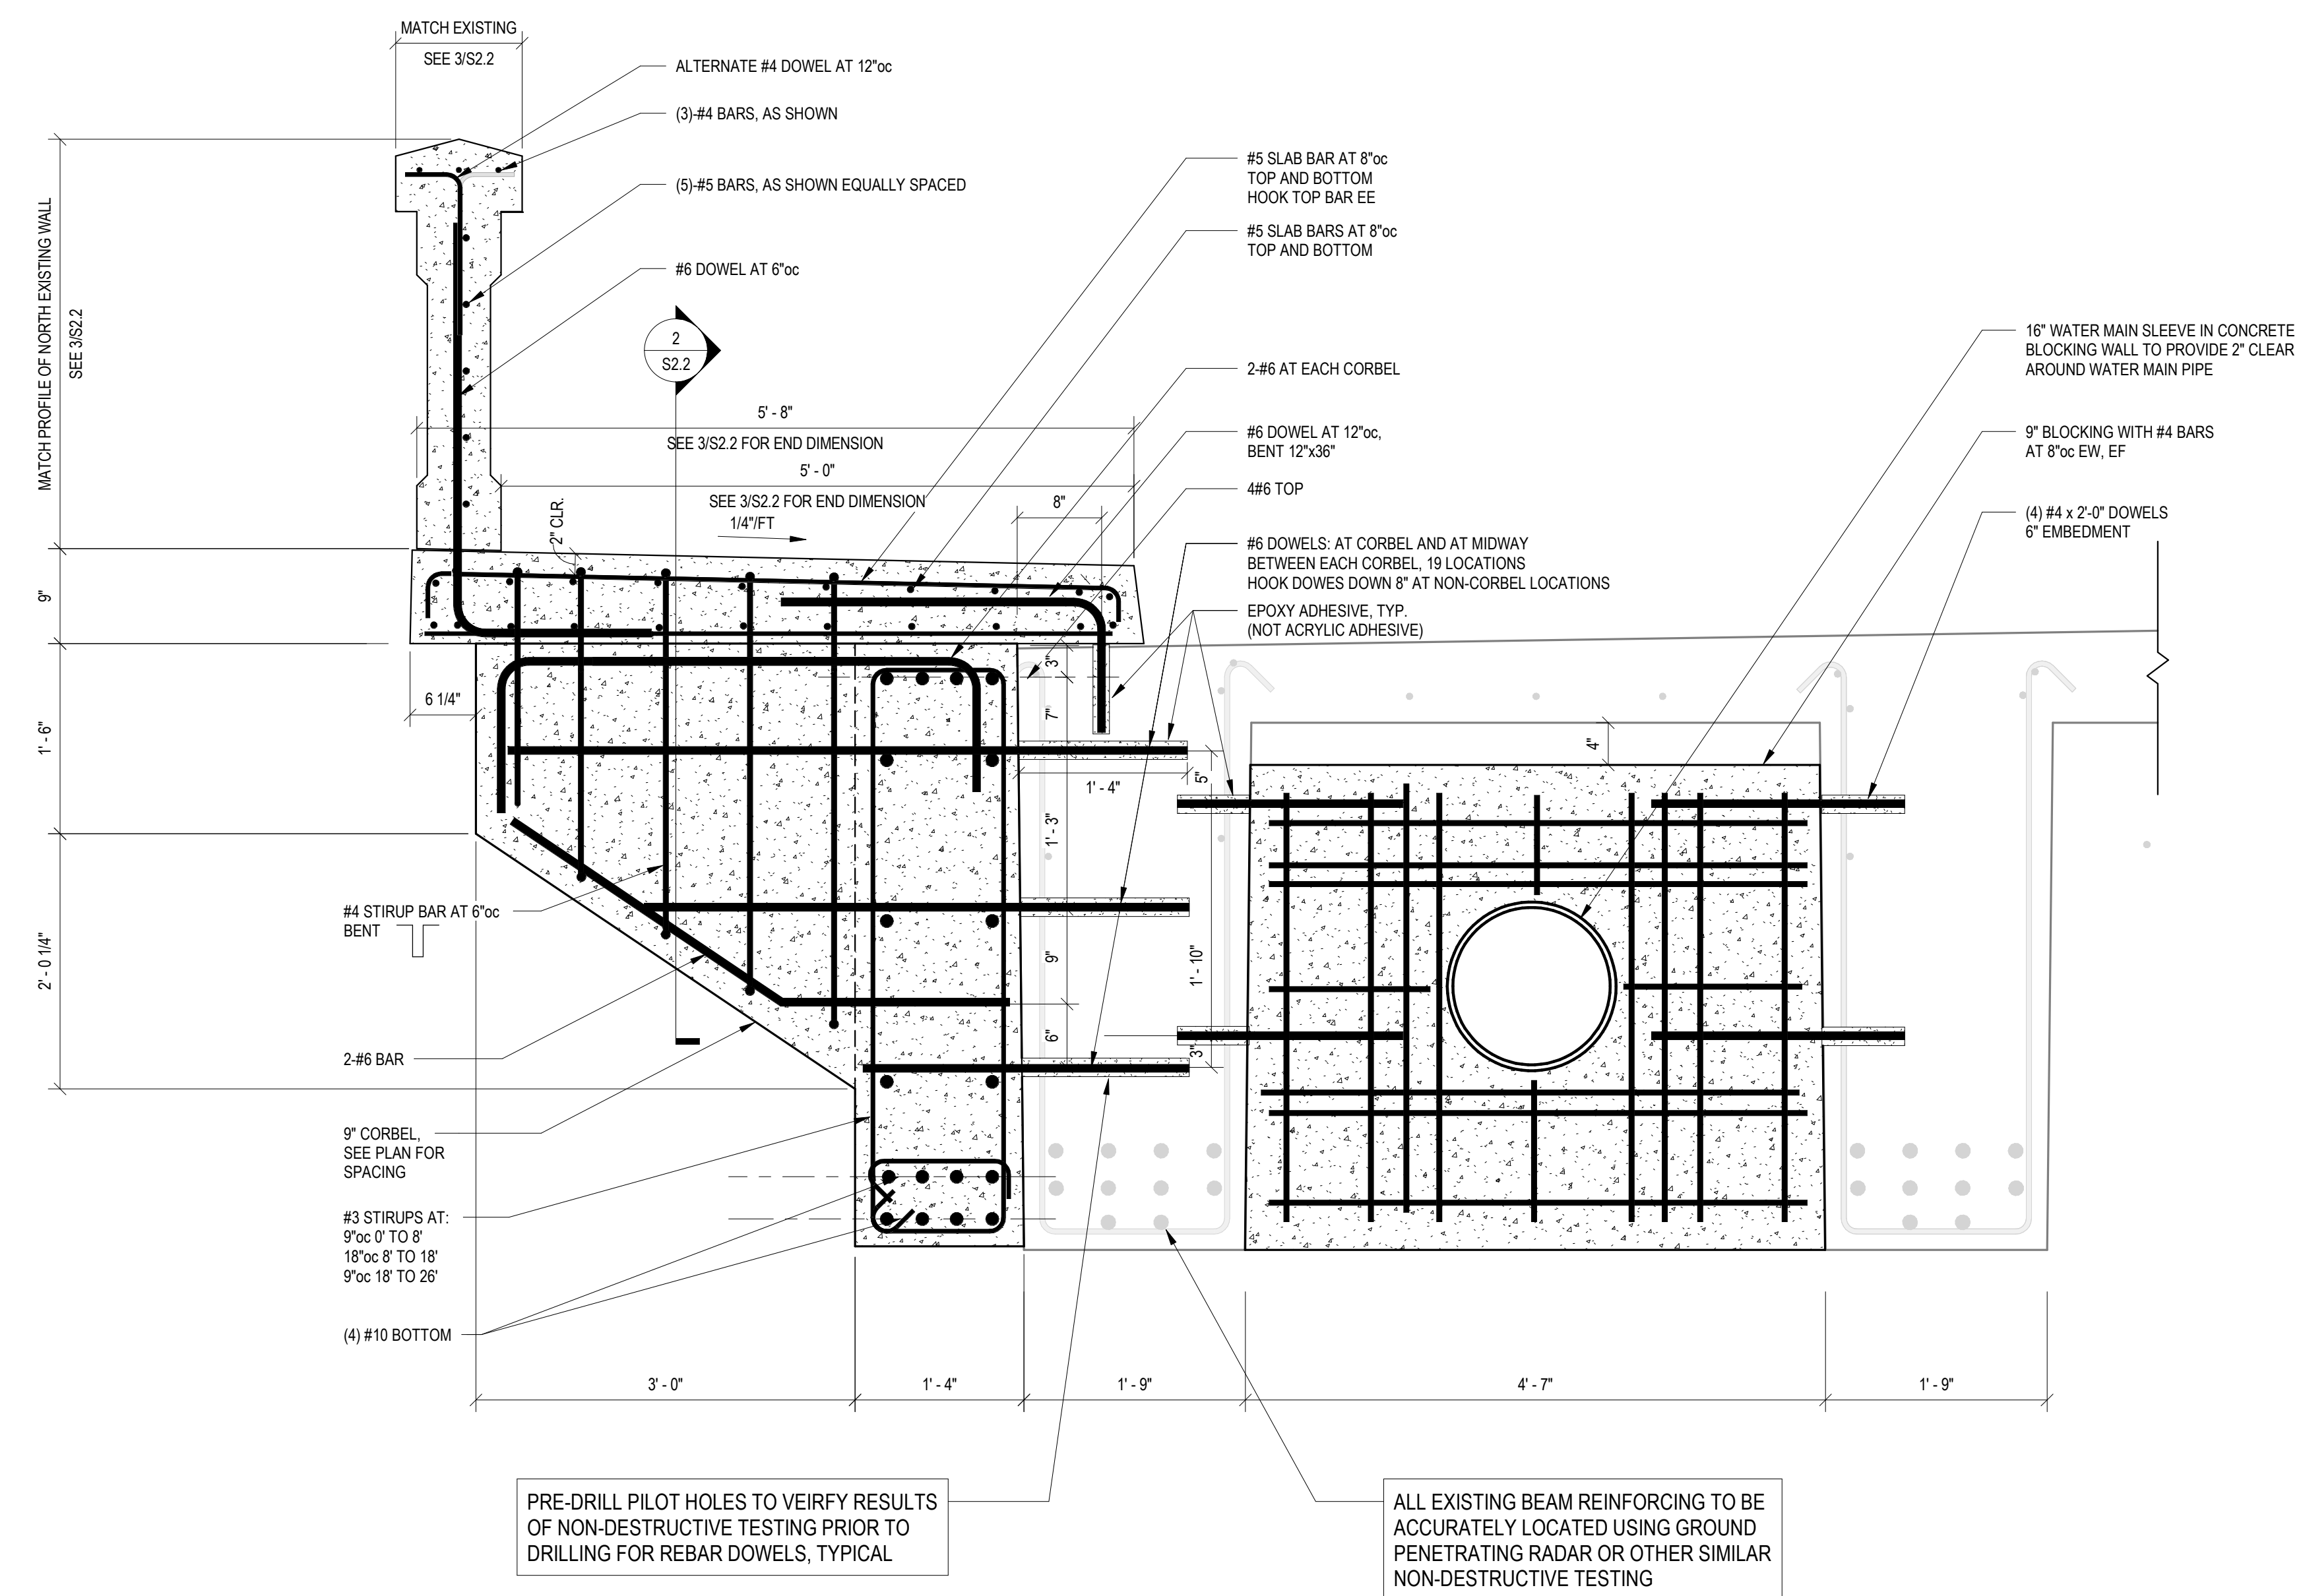 MATCH EXISTING
SEE 3/S2.2
ALTERNATE #4 DOWEL AT 12"oc
(3)-#4 BARS, AS SHOWN
(5)-#5 BARS, AS SHOWN EQUALLY SPACED
#6 DOWEL AT 6"oc
MATCH PROFILE OF NORTH EXISTING WALL
SEE 3/S2.2
2
S2.2
5' - 8"
SEE 3/S2.2 FOR END DIMENSION
5' - 0"
SEE 3/S2.2 FOR END DIMENSION
1/4"/FT
2" CLR.
8"
#5 SLAB BAR AT 8"oc
TOP AND BOTTOM
HOOK TOP BAR EE
#5 SLAB BARS AT 8"oc
TOP AND BOTTOM
2-#6 AT EACH CORBEL
#6 DOWEL AT 12"oc,
BENT 12"x36"
4#6 TOP
#6 DOWELS: AT CORBEL AND AT MIDWAY
BETWEEN EACH CORBEL, 19 LOCATIONS
HOOK DOWES DOWN 8" AT NON-CORBEL LOCATIONS
EPOXY ADHESIVE, TYP.
(NOT ACRYLIC ADHESIVE)
16" WATER MAIN SLEEVE IN CONCRETE
BLOCKING WALL TO PROVIDE 2" CLEAR
AROUND WATER MAIN PIPE
9" BLOCKING WITH #4 BARS
AT 8"oc EW, EF
(4) #4 x 2'-0" DOWELS
6" EMBEDMENT
9"
1' - 6"
2' - 0 1/4"
6 1/4"
3"
7"
1' - 3"
9"
6"
1' - 4"
5"
1' - 10"
3"
4"
#4 STIRUP BAR AT 6"oc
BENT
2-#6 BAR
9" CORBEL,
SEE PLAN FOR
SPACING
#3 STIRUPS AT:
9"oc 0' TO 8'
18"oc 8' TO 18'
9"oc 18' TO 26'
(4) #10 BOTTOM
3' - 0"
1' - 4"
1' - 9"
4' - 7"
1' - 9"
PRE-DRILL PILOT HOLES TO VEIRFY RESULTS
OF NON-DESTRUCTIVE TESTING PRIOR TO
DRILLING FOR REBAR DOWELS, TYPICAL
ALL EXISTING BEAM REINFORCING TO BE
ACCURATELY LOCATED USING GROUND
PENETRATING RADAR OR OTHER SIMILAR
NON-DESTRUCTIVE TESTING